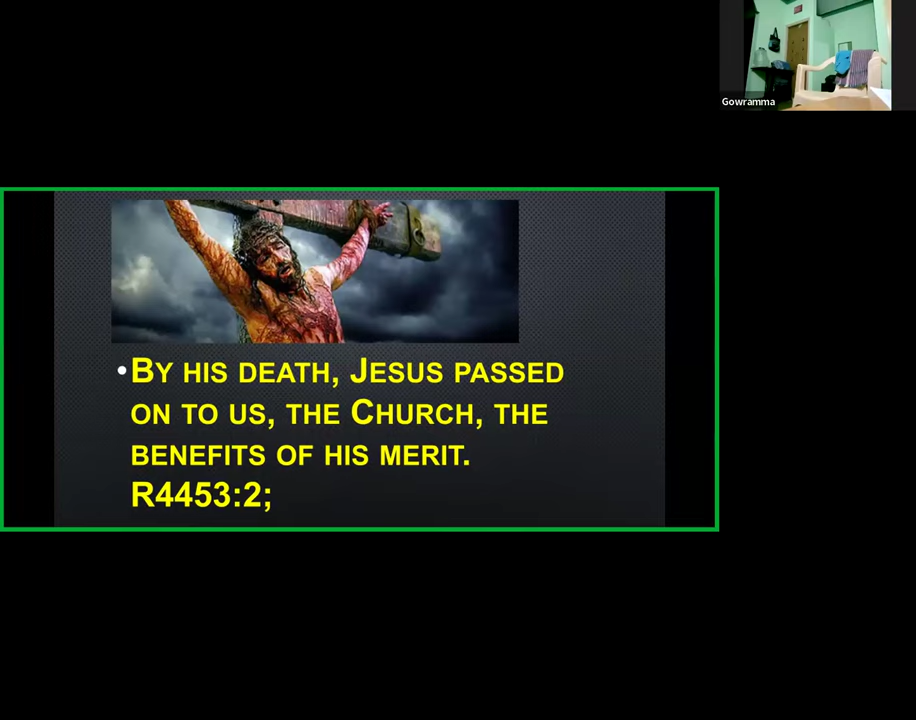 Gowramma
• BY HIS DEATH, JESUS PASSED
ON TO US, THE CHURCH, THE
BENEFITS OF HIS MERIT.
R4453:2;